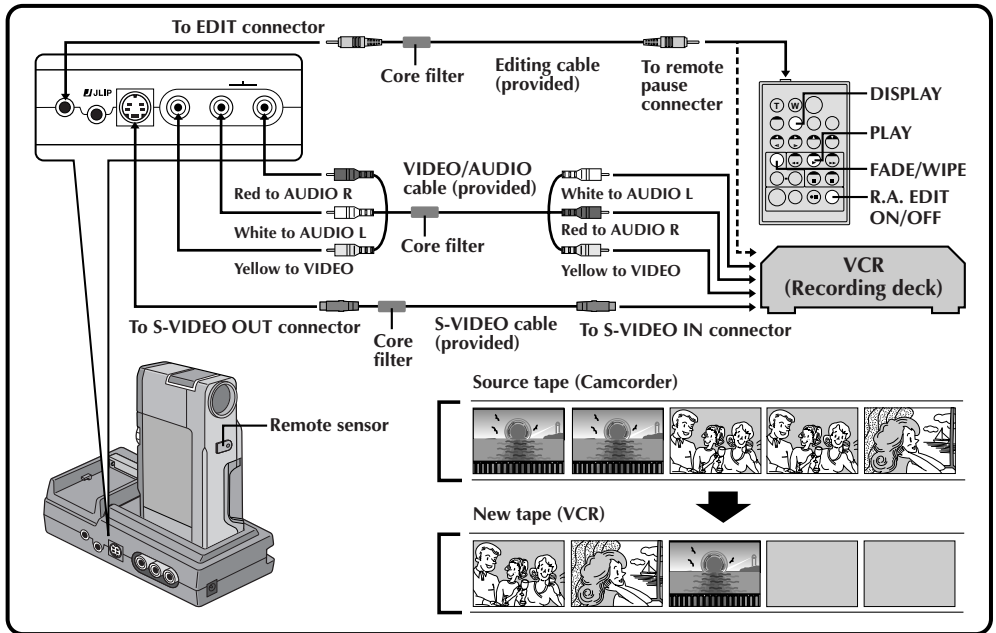 To EDIT connector
Core filter
Editing cable
(provided)
To remote
pause
connecter
JLIP
T W
DISPLAY
PLAY
FADE/WIPE
R.A. EDIT
ON/OFF
VIDEO/AUDIO
cable (provided)
Red to AUDIO R
White to AUDIO L
Yellow to VIDEO
Core filter
White to AUDIO L
Red to AUDIO R
Yellow to VIDEO
VCR
(Recording deck)
To S-VIDEO OUT connector
Core
filter
S-VIDEO cable
(provided)
To S-VIDEO IN connector
Remote sensor
Source tape (Camcorder)
New tape (VCR)